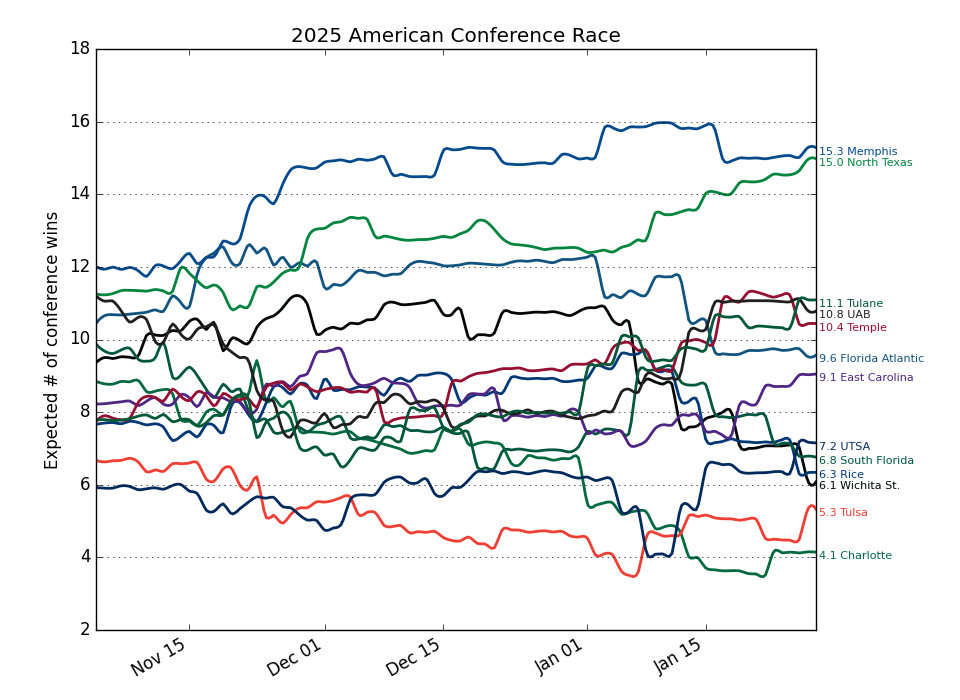 2025 American Conference Race
Expected # of conference wins
18
16
14
12
10
8
6
4
2
Nov 15
Dec 01
Dec 15
Jan 01
Jan 15
15.3 Memphis
15.0 North Texas
11.1 Tulane
10.8 UAB
10.4 Temple
9.6 Florida Atlantic
9.1 East Carolina
7.2 UTSA
6.8 South Florida
6.3 Rice
6.1 Wichita St.
5.3 Tulsa
4.1 Charlotte